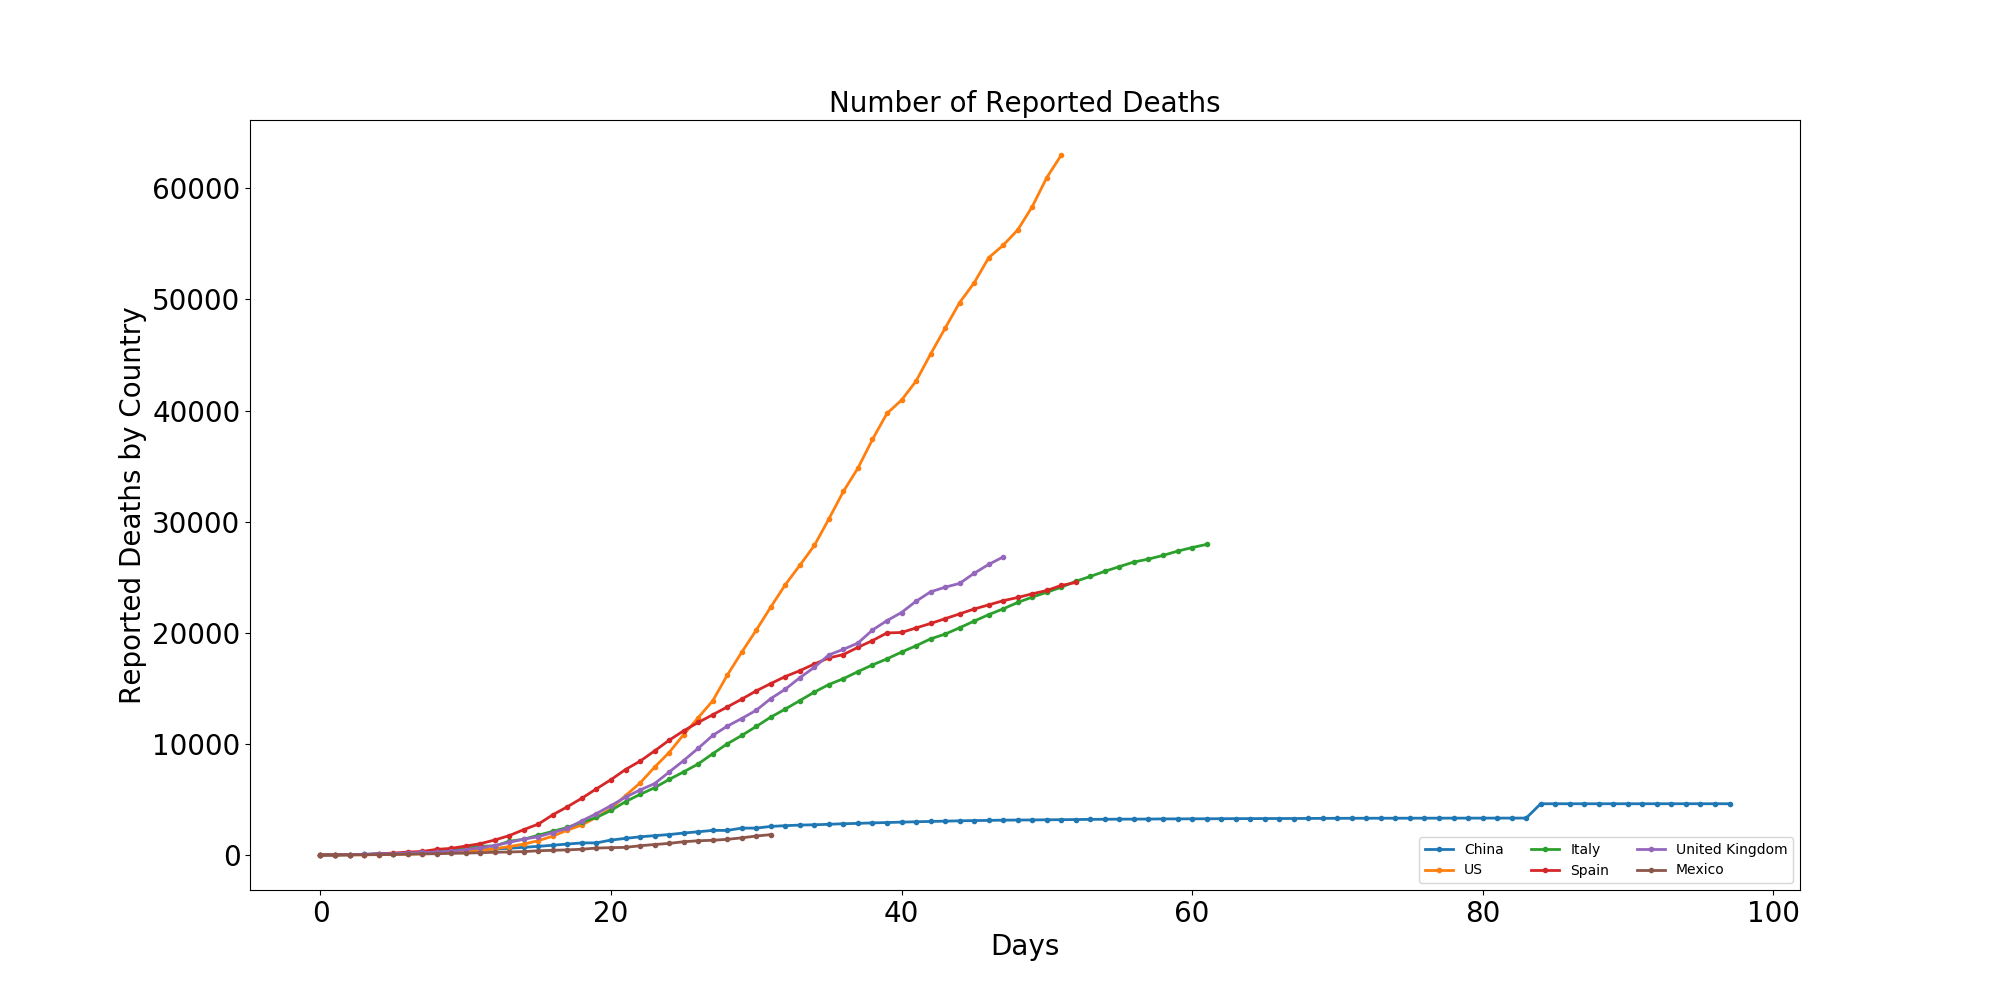 Number of Reported Deaths
Reported Deaths by Country
60000
50000
40000
30000
20000
10000
0
0 20 40 60 80 100
Days
China Italy United Kingdom
US Spain Mexico